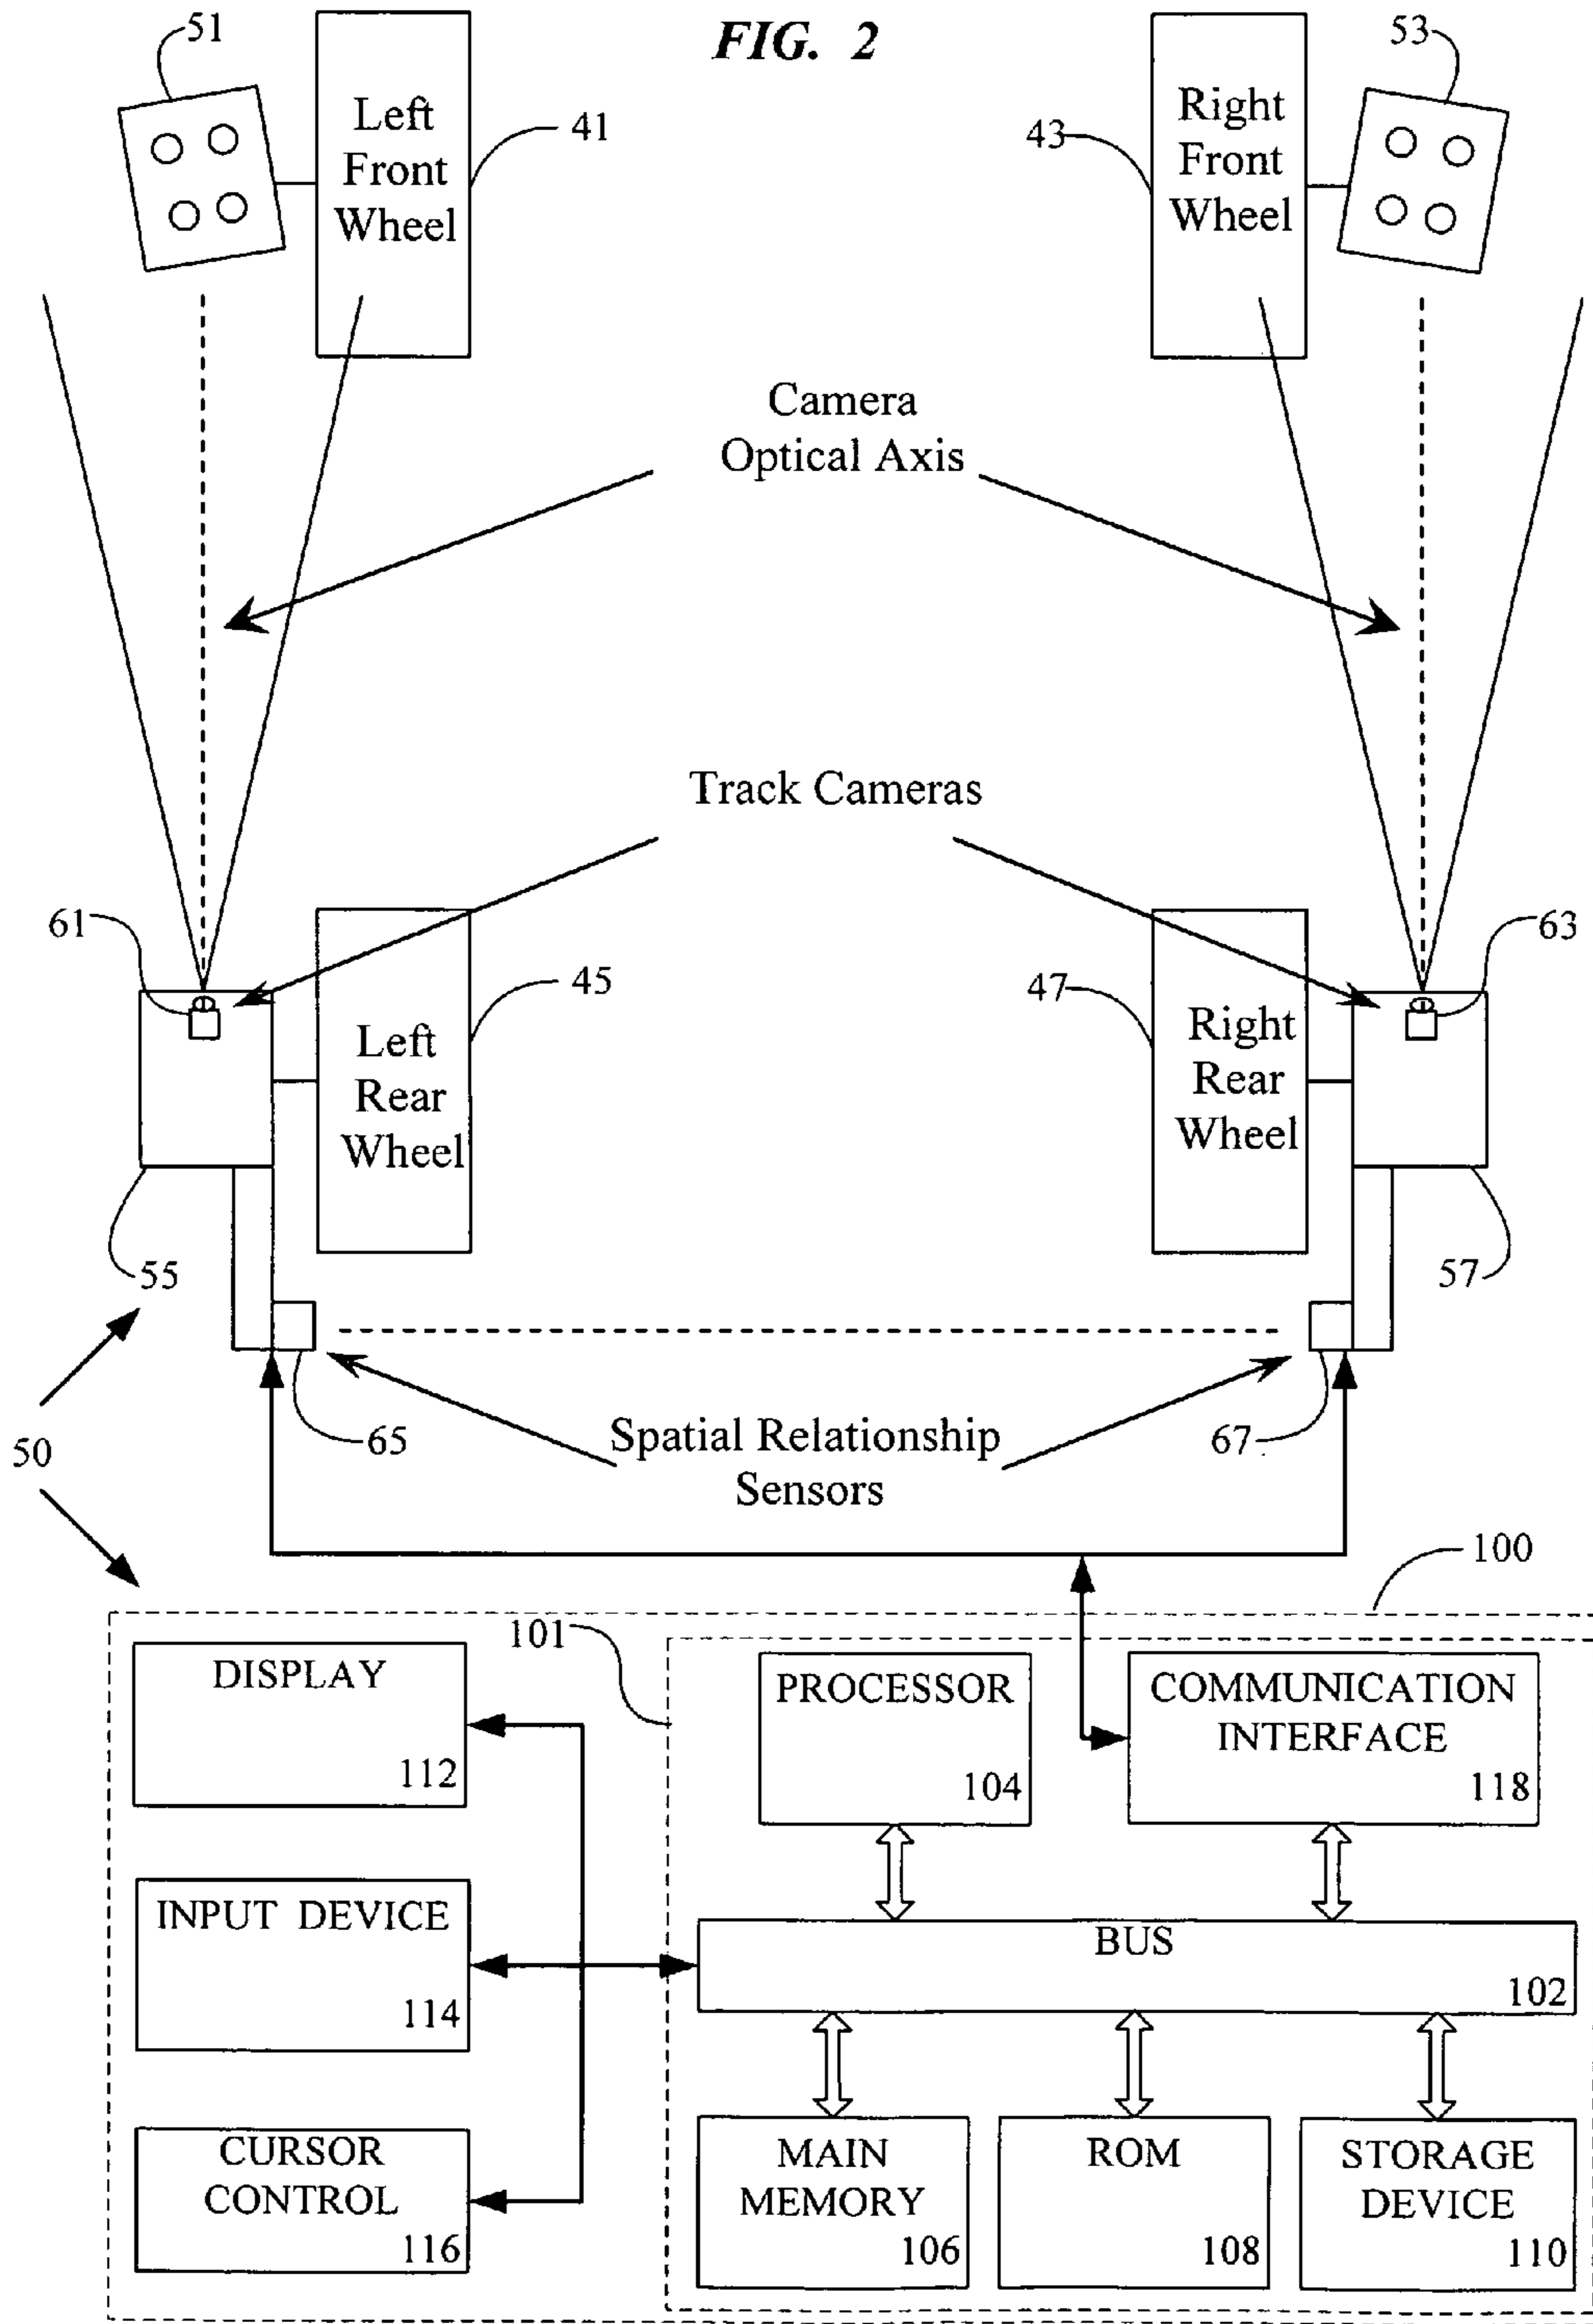 FIG. 2
51
53
Left
Front
Wheel
41
43
Right
Front
Wheel
Camera
Optical Axis
Track Cameras
61
63
45
47
Left
Rear
Wheel
Right
Rear
Wheel
55
57
65
67
50
Spatial Relationship
Sensors
100
101
DISPLAY
112
PROCESSOR
104
COMMUNICATION
INTERFACE
118
INPUT DEVICE
114
BUS
102
CURSOR
CONTROL
116
MAIN
MEMORY
106
ROM
108
STORAGE
DEVICE
110